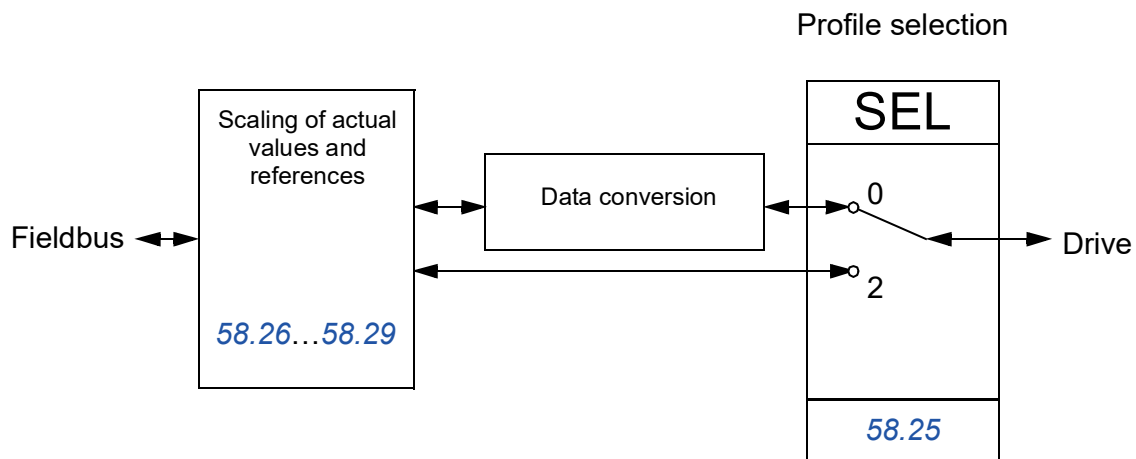 Profile selection
Scaling of actual
values and
references
SEL
Data conversion
0
Fieldbus
Drive
2
58.26…58.29
58.25